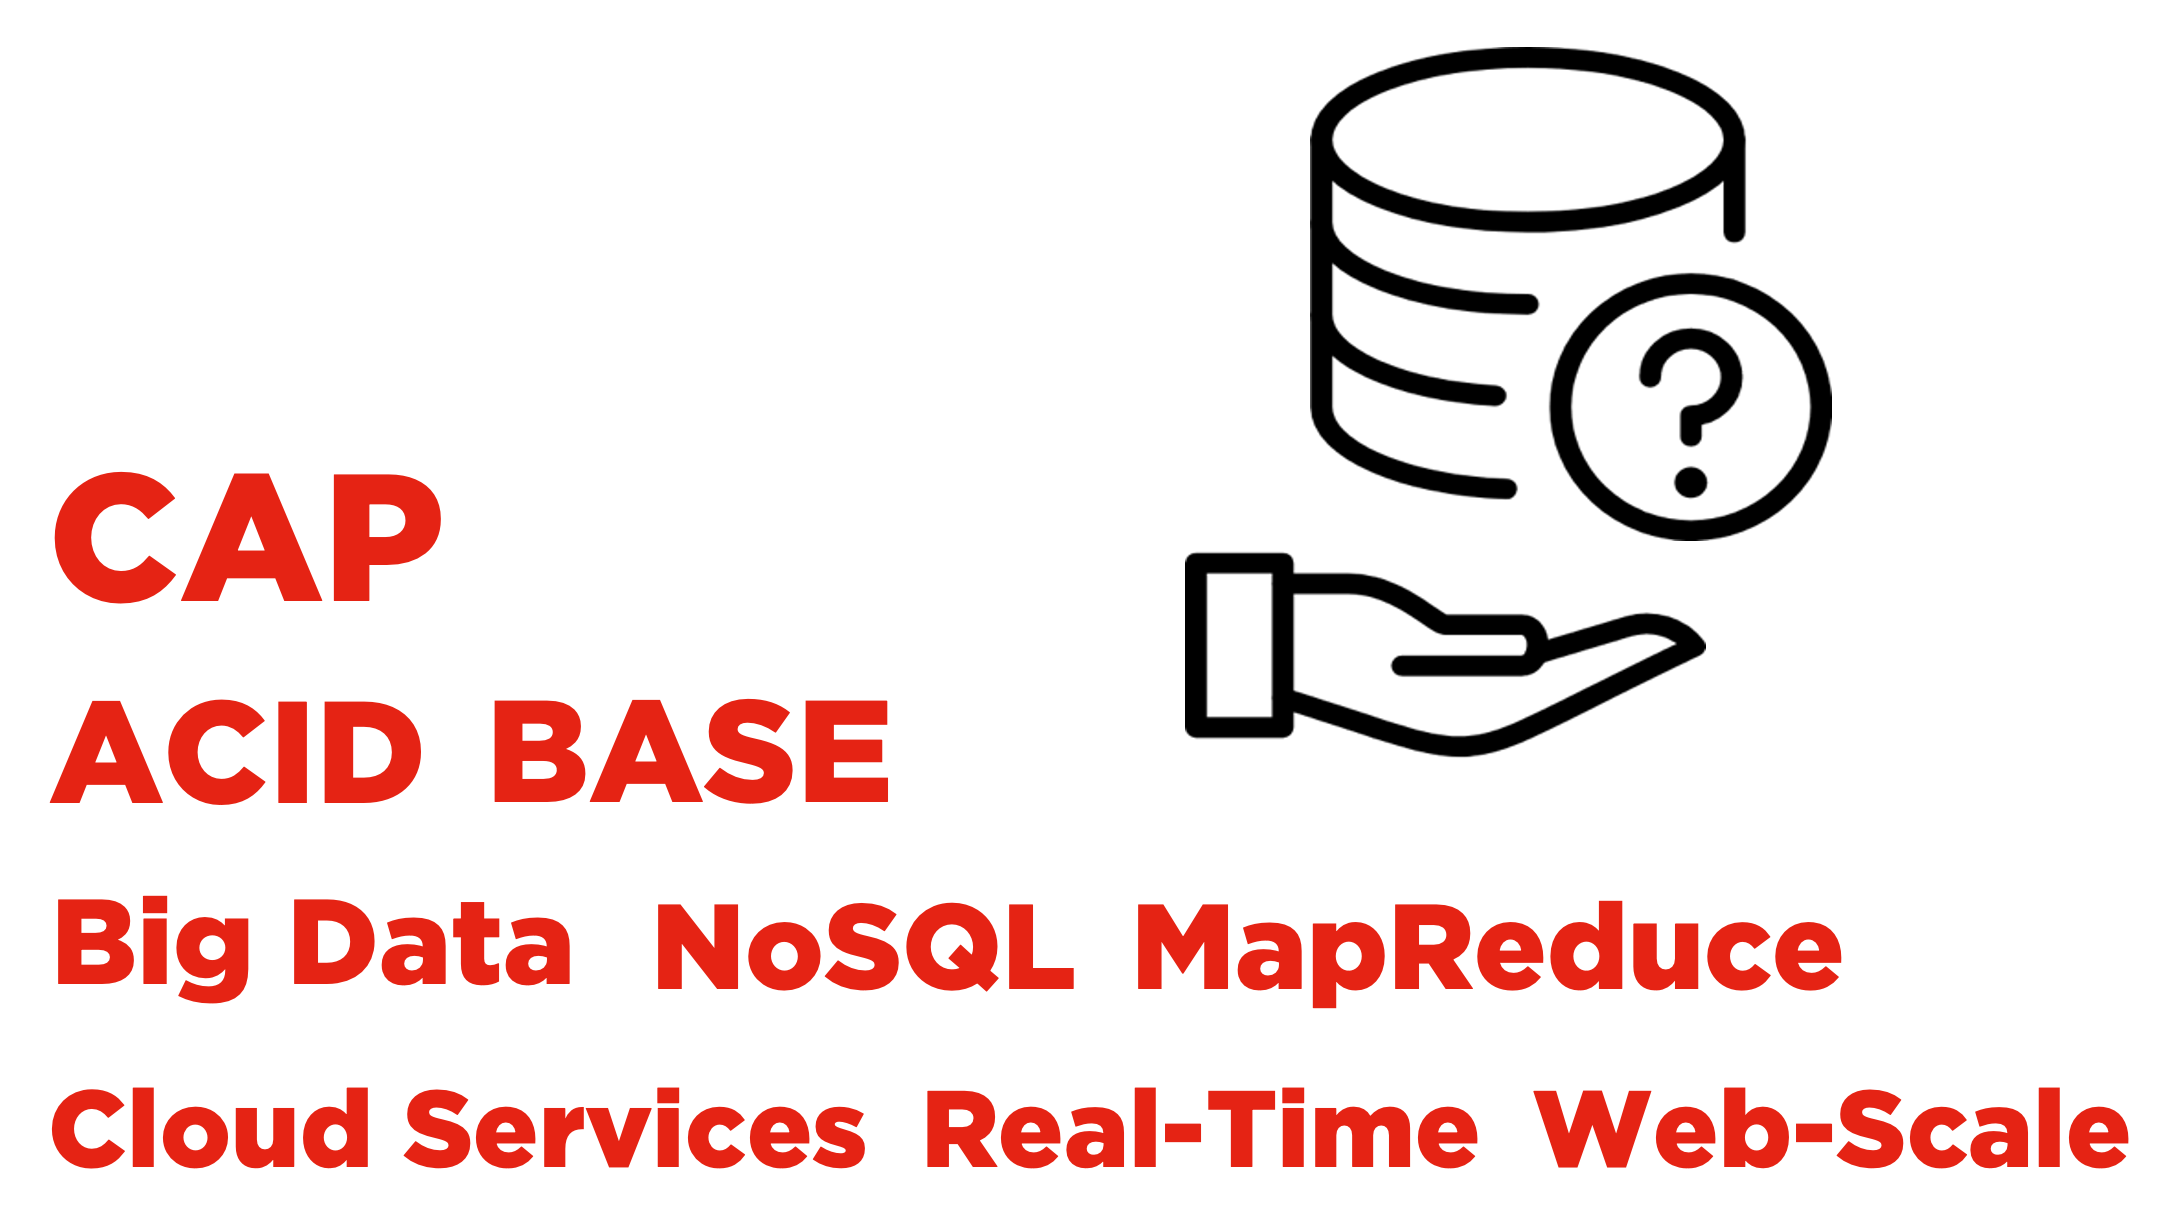 ?
CAP
ACID BASE
Big Data NoSQL MapReduce
Cloud Services Real-Time Web-Scale